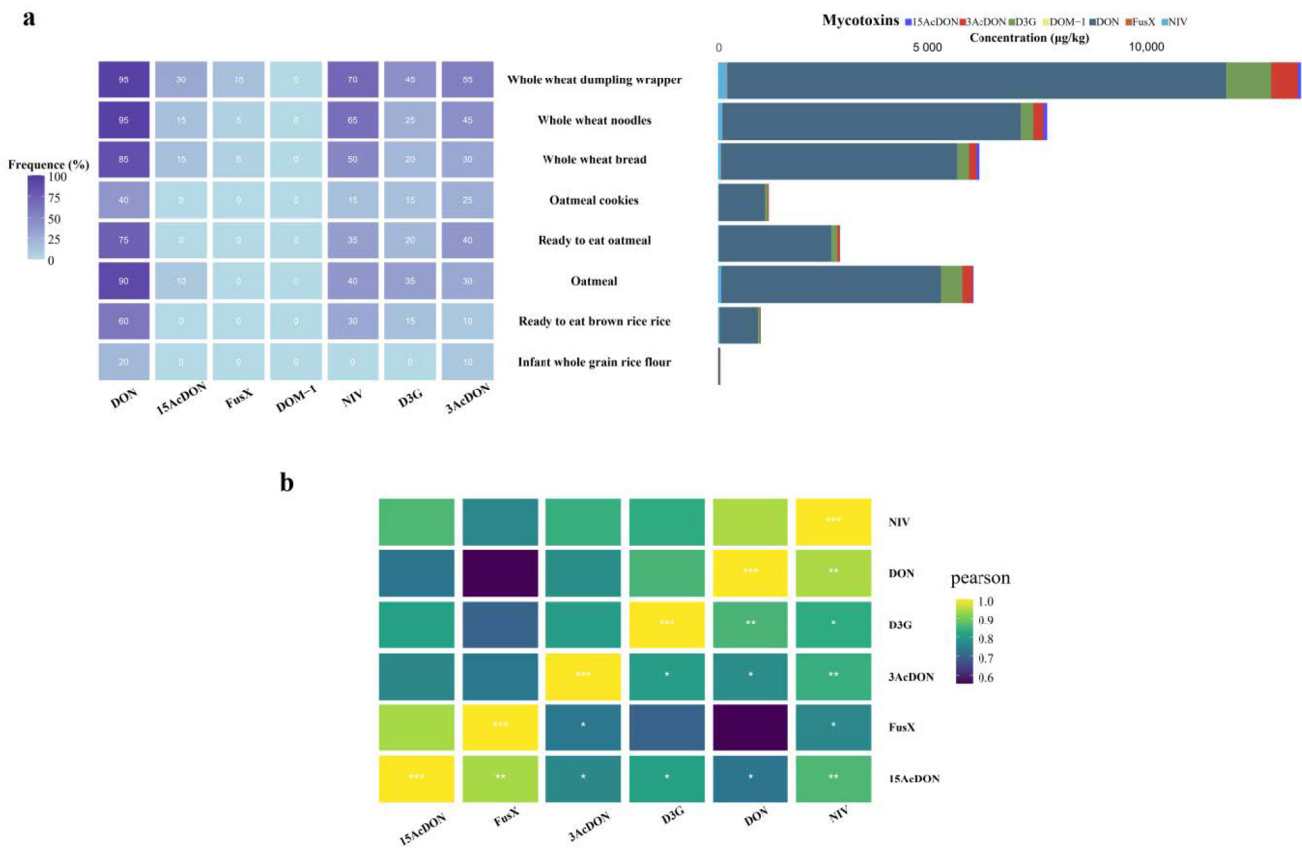 a
Mycotoxins 15AcDON 3AcDON D3G DOM−1 DON FusX NIV
Concentration (µg/kg)
0 5 000 10,000
Frequence (%)
100
75
50
25
0
95 30 15 0 70 45 55 Whole wheat dumpling wrapper
95 15 5 0 65 25 45 Whole wheat noodles
85 15 5 0 50 20 30 Whole wheat bread
40 0 0 0 15 15 25 Oatmeal cookies
75 0 0 0 35 20 40 Ready to eat oatmeal
90 10 0 0 40 35 30 Oatmeal
60 0 0 0 30 15 10 Ready to eat brown rice rice
20 0 0 0 0 0 10 Infant whole grain rice flour
DON 15AcDON FusX DOM−1 NIV D3G 3AcDON
b
*** NIV
*** ** DON
*** ** * D3G
*** * * ** 3AcDON
*** * * FusX
*** ** * * * ** 15AcDON
15AcDON FusX 3AcDON D3G DON NIV
pearson
1.0
0.9
0.8
0.7
0.6